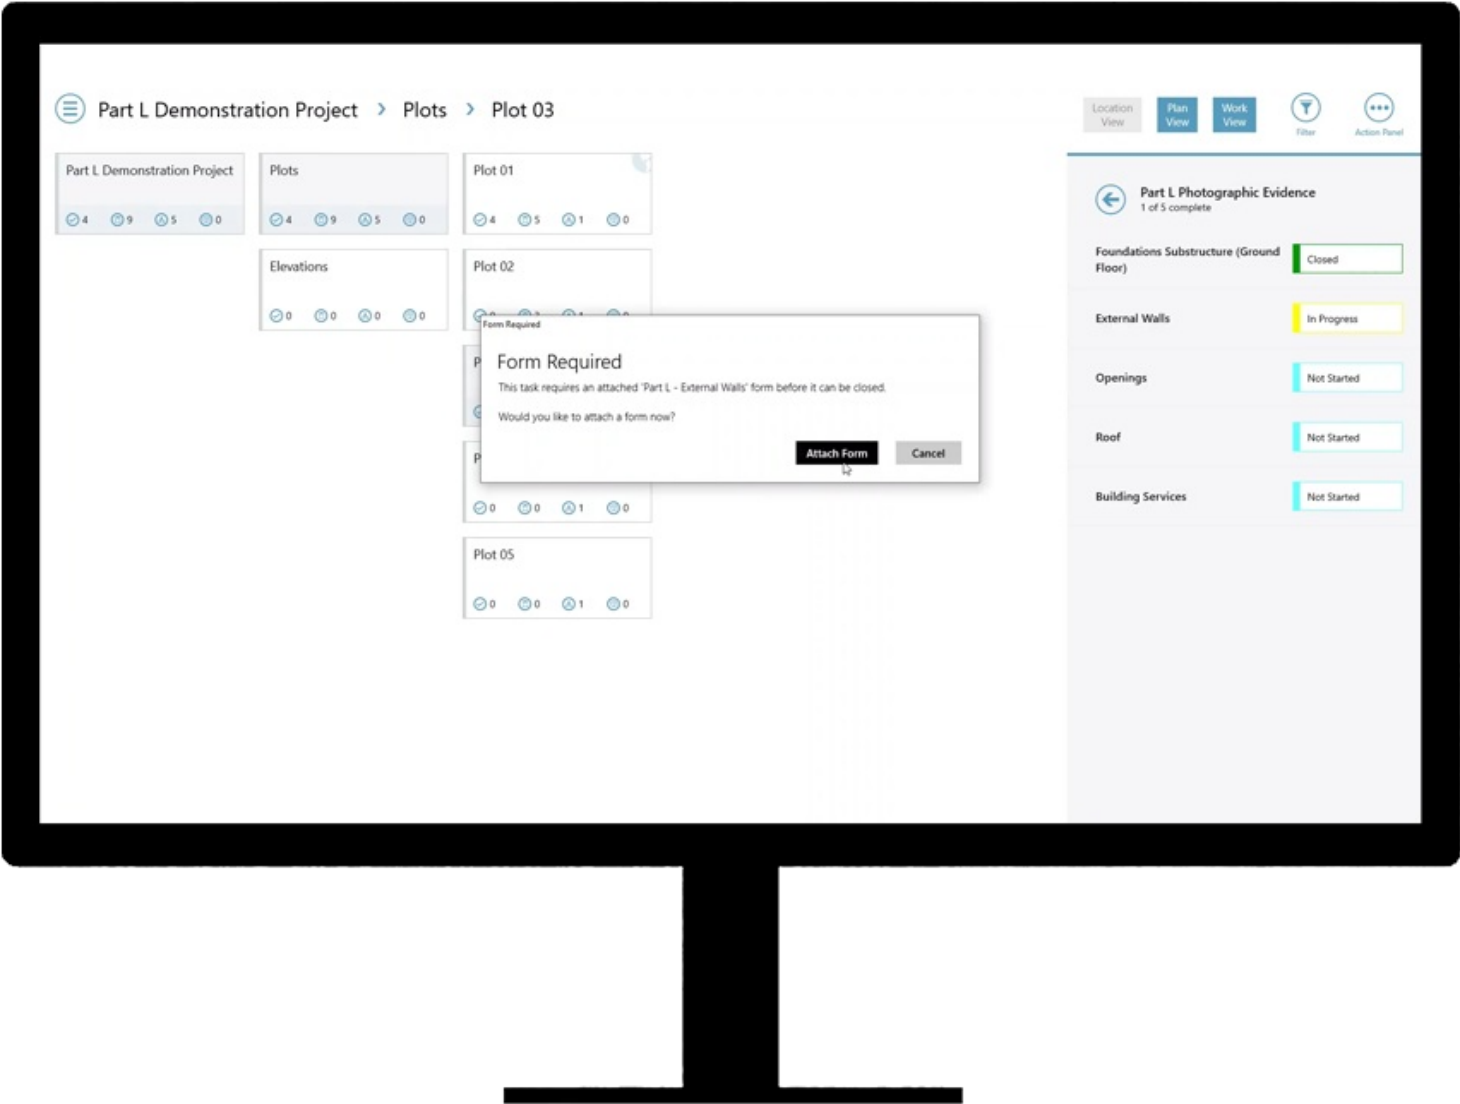 Part L Demonstration Project > Plots > Plot 03
Location
View
Plan
View
Work
View
Filter
Action Panel
Part L Demonstration Project
4 9 5 0
Plots
4 9 5 0
Elevations
0 0 0 0
Plot 01
4 5 1 0
Plot 02
P
P
0 0 1 0
Plot 05
0 0 1 0
Form Required
Form Required
This task requires an attached 'Part L - External Walls' form before it can be closed.
Would you like to attach a form now?
Attach Form
Cancel
Part L Photographic Evidence
1 of 5 complete
Foundations Substructure (Ground
Floor)
Closed
External Walls
In Progress
Openings
Not Started
Roof
Not Started
Building Services
Not Started